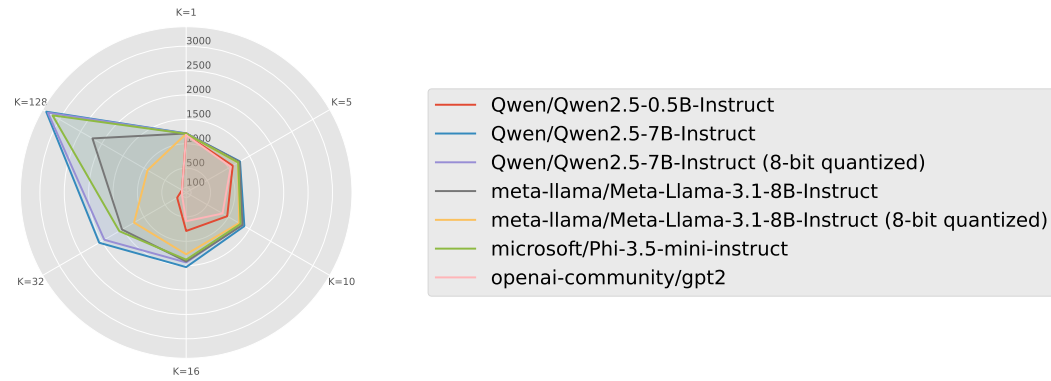 K=1
3000
2500
2000
1500
1000
500
100
K=5
K=128
K=32
K=10
K=16
Qwen/Qwen2.5-0.5B-Instruct
Qwen/Qwen2.5-7B-Instruct
Qwen/Qwen2.5-7B-Instruct (8-bit quantized)
meta-llama/Meta-Llama-3.1-8B-Instruct
meta-llama/Meta-Llama-3.1-8B-Instruct (8-bit quantized)
microsoft/Phi-3.5-mini-instruct
openai-community/gpt2